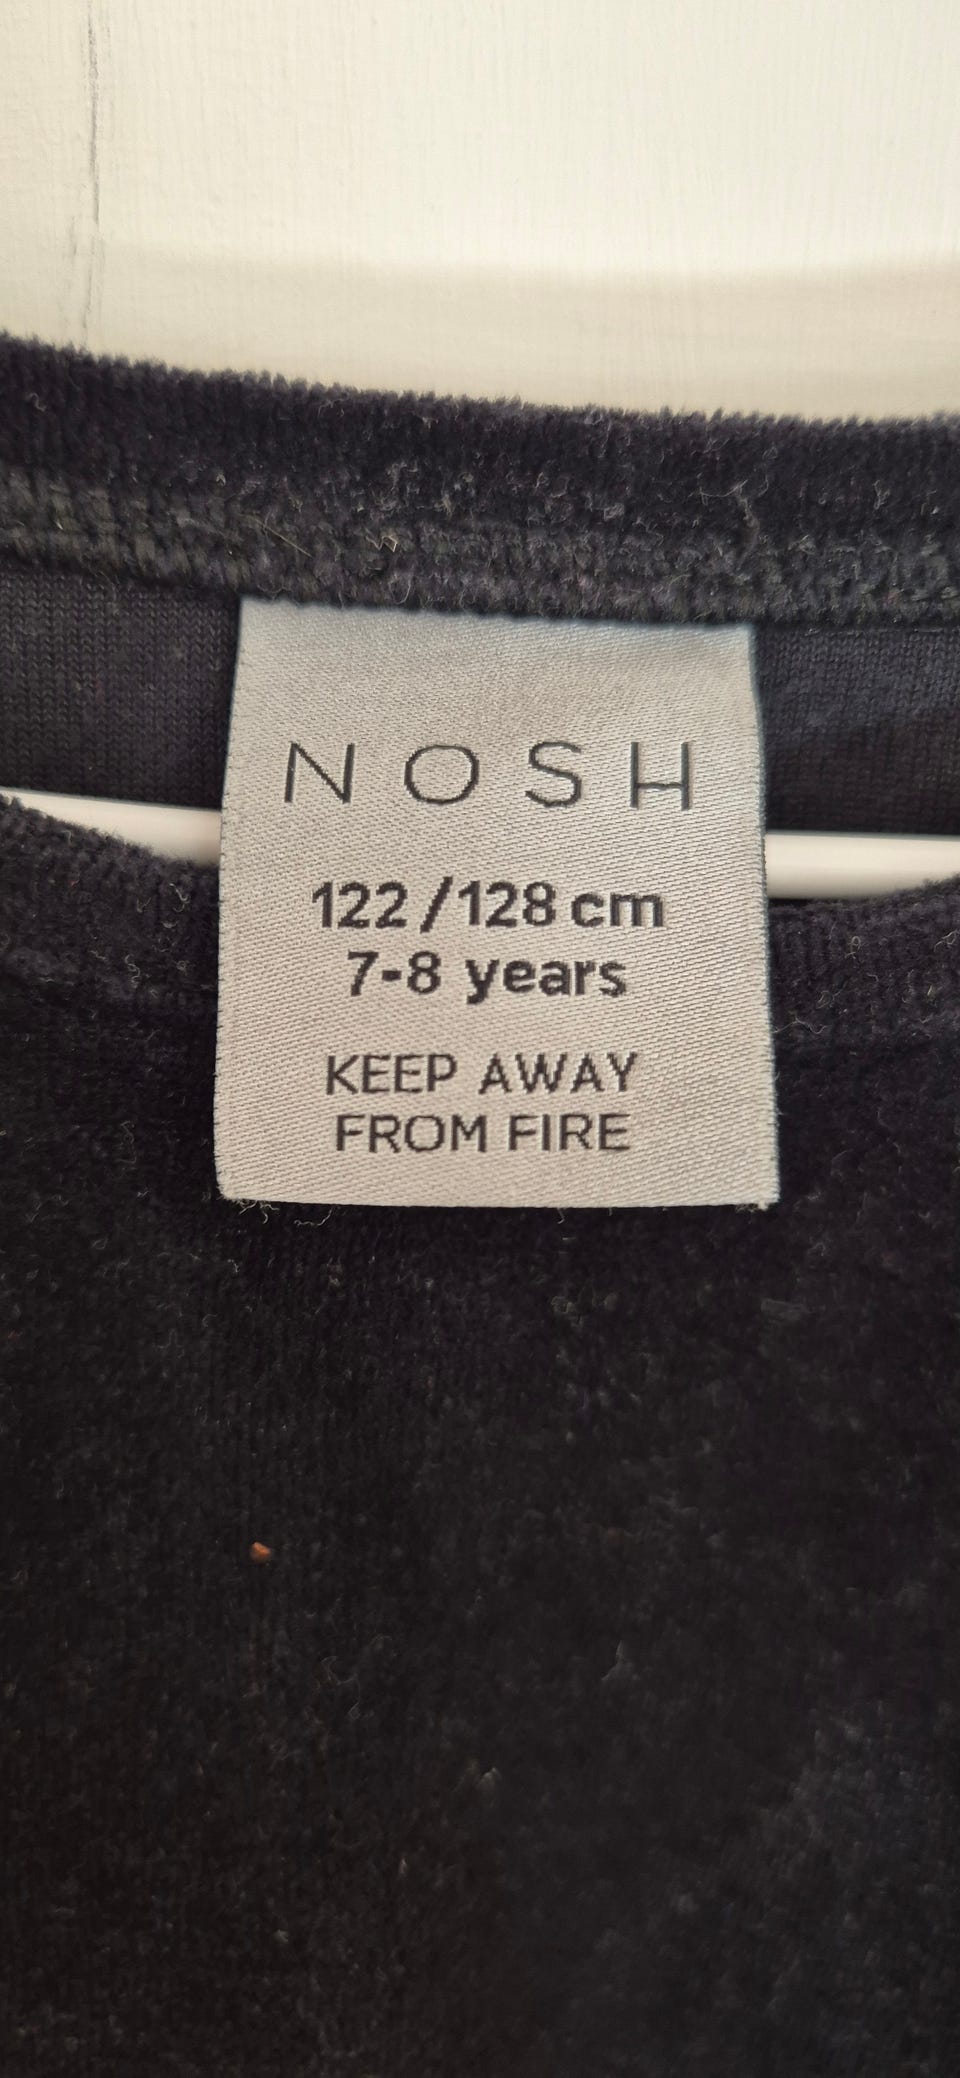 NOSH
122/128 cm
7-8 years
KEEP AWAY
FROM FIRE